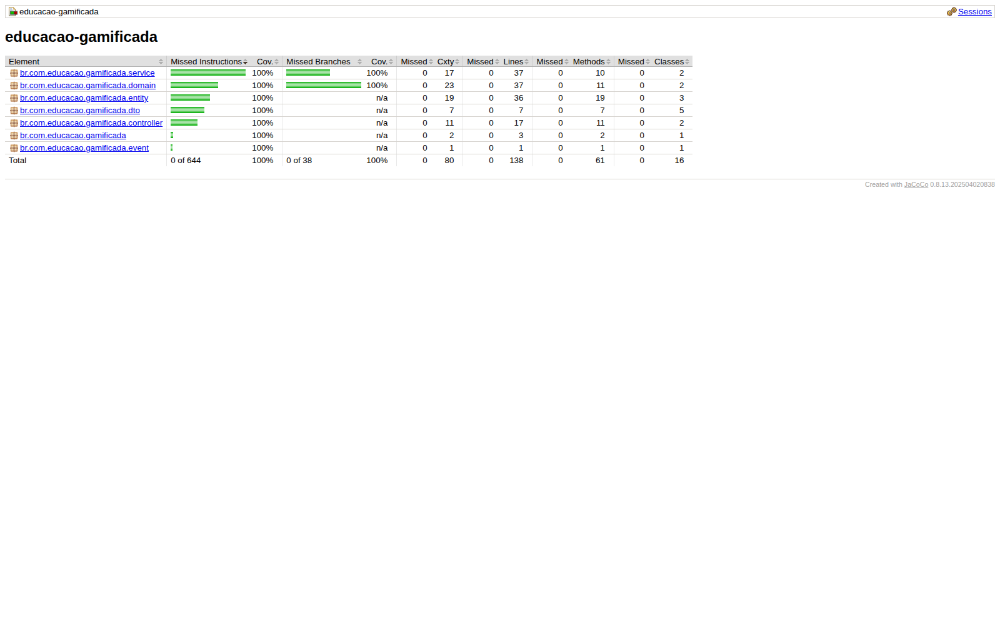 educacao-gamificada Sessions
educacao-gamificada
Element Missed Instructions Cov. Missed Branches Cov. Missed Cxty Missed Lines Missed Methods Missed Classes
br.com.educacao.gamificada.service 100% 100% 0 17 0 37 0 10 0 2
br.com.educacao.gamificada.domain 100% 100% 0 23 0 37 0 11 0 2
br.com.educacao.gamificada.entity 100% n/a 0 19 0 36 0 19 0 3
br.com.educacao.gamificada.dto 100% n/a 0 7 0 7 0 7 0 5
br.com.educacao.gamificada.controller 100% n/a 0 11 0 17 0 11 0 2
br.com.educacao.gamificada 100% n/a 0 2 0 3 0 2 0 1
br.com.educacao.gamificada.event 100% n/a 0 1 0 1 0 1 0 1
Total 0 of 644 100% 0 of 38 100% 0 80 0 138 0 61 0 16
Created with JaCoCo 0.8.13.202504020838